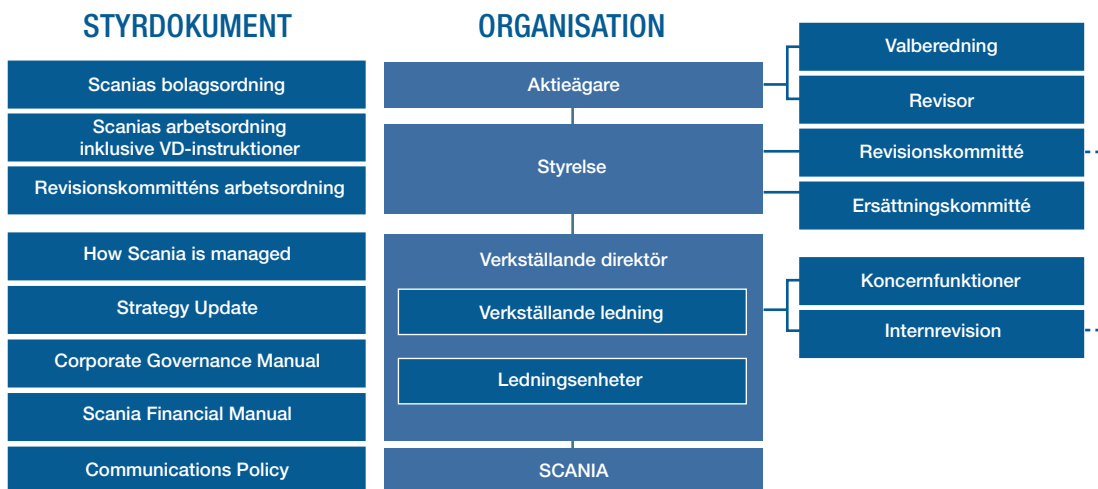 STYRDOKUMENT
Scanias bolagsordning
Scanias arbetsordning
inklusive VD-instruktioner
Revisionskommitténs arbetsordning
How Scania is managed
Strategy Update
Corporate Governance Manual
Scania Financial Manual
Communications Policy
ORGANISATION
Aktieägare
Styrelse
Verkställande direktör
Verkställande ledning
Ledningsenheter
SCANIA
Valberedning
Revisor
Revisionskommitté
Ersättningskommitté
Koncernfunktioner
Internrevision